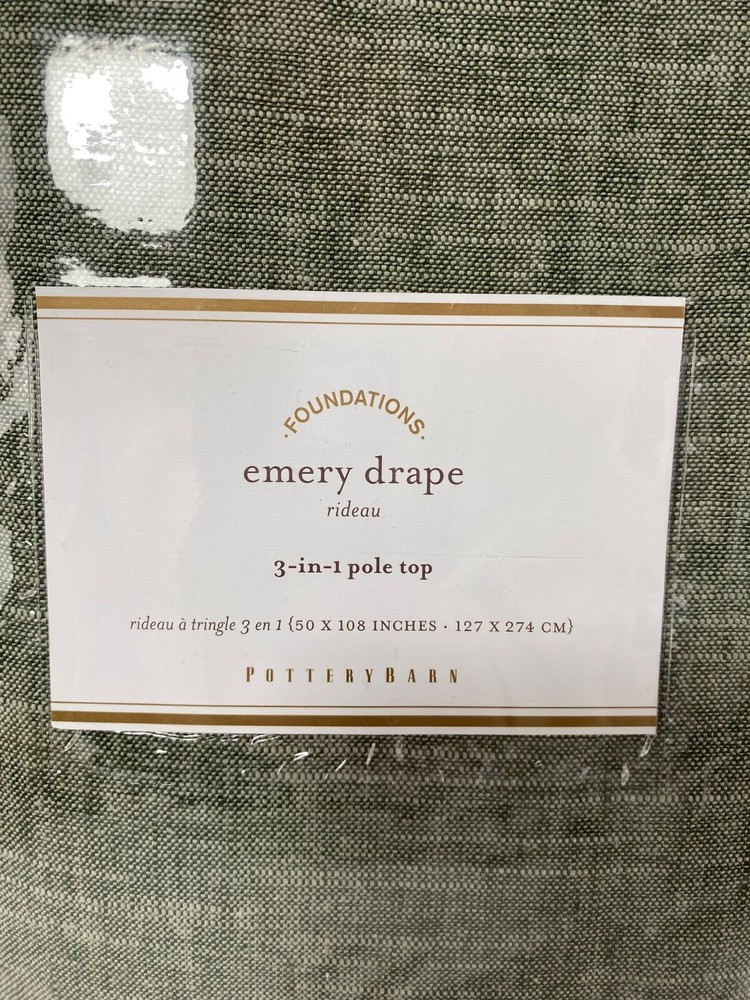 ·FOUNDATIONS·
emery drape
rideau
3-in-1 pole top
rideau à tringle 3 en 1 {50 X 108 INCHES · 127 X 274 CM}
POTTERYBARN